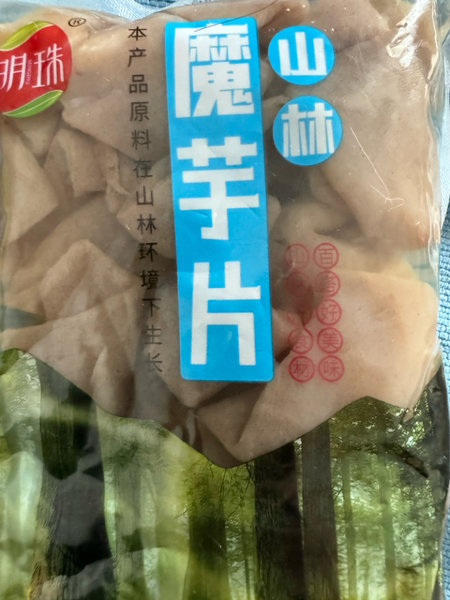 明珠®
山林
魔芋片
本产品原料在山林环境下生长
百搭好美味